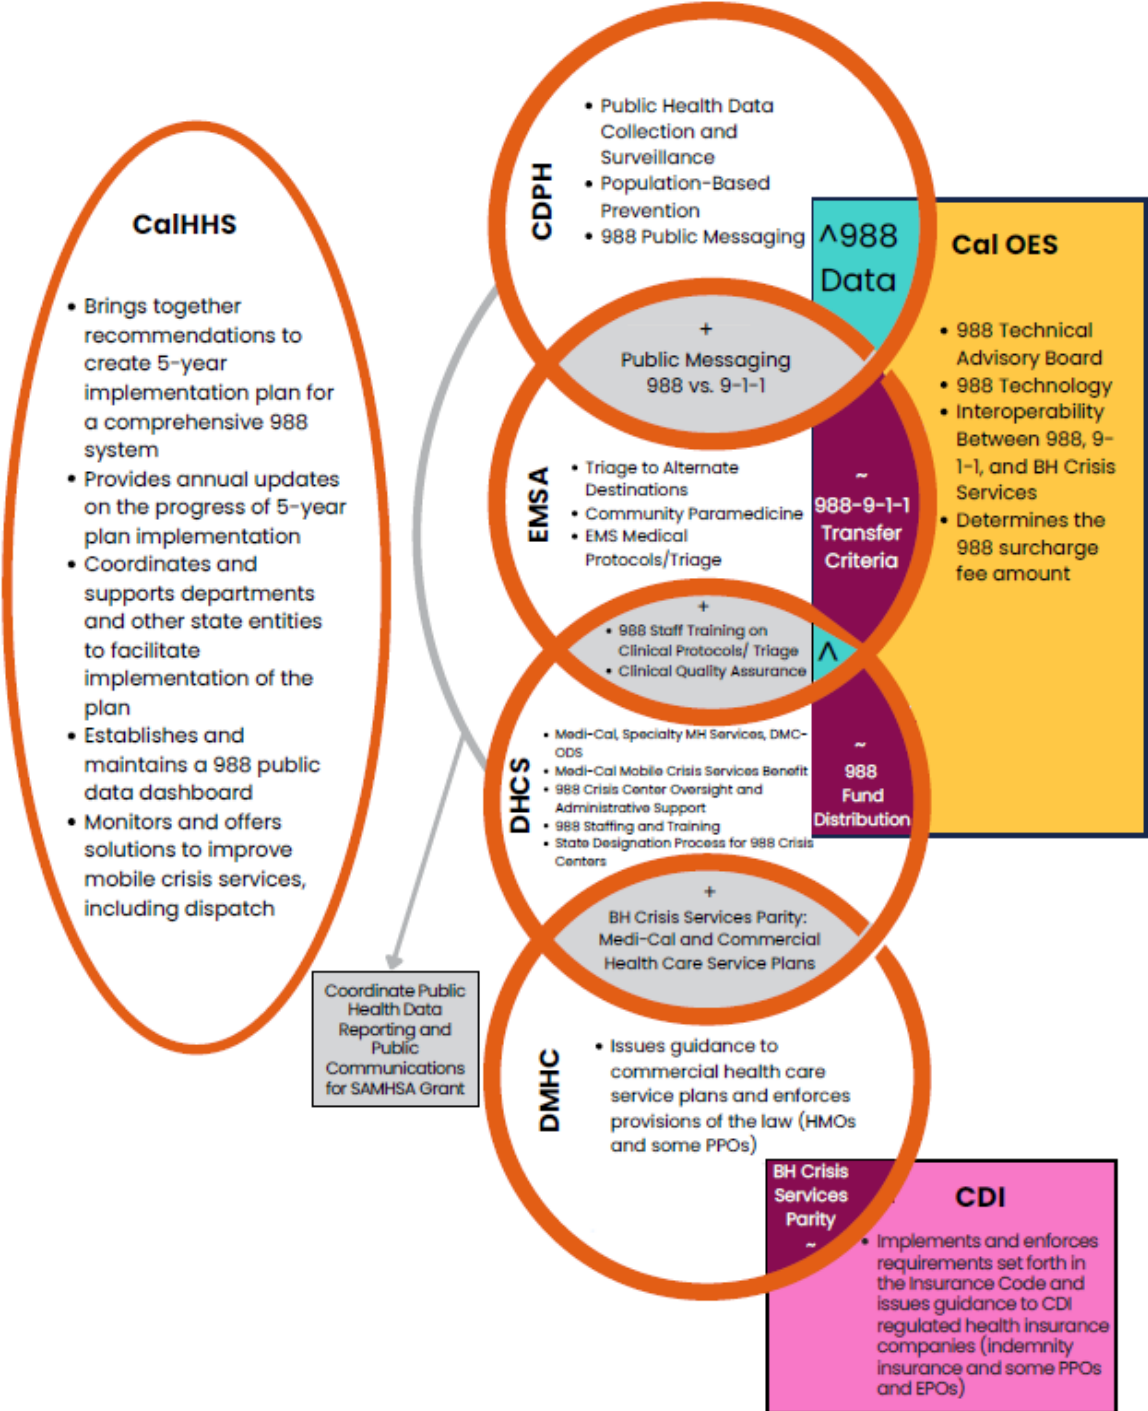 CalHHS
• Brings together
recommendations to
create 5-year
implementation plan for
a comprehensive 988
system
• Provides annual updates
on the progress of 5-year
plan implementation
• Coordinates and
supports departments
and other state entities
to facilitate
implementation of the
plan
• Establishes and
maintains a 988 public
data dashboard
• Monitors and offers
solutions to improve
mobile crisis services,
including dispatch
CDPH
• Public Health Data
Collection and
Surveillance
• Population-Based
Prevention
• 988 Public Messaging
^988
Data
+
Public Messaging
988 vs. 9-1-1
EMSA
• Triage to Alternate
Destinations
• Community Paramedicine
• EMS Medical
Protocols/Triage
~
988-9-1-1
Transfer
Criteria
+
• 988 Staff Training on
Clinical Protocols/ Triage
• Clinical Quality Assurance
^
DHCS
• Medi-Cal, Specialty MH Services, DMC-
ODS
• Medi-Cal Mobile Crisis Services Benefit
• 988 Crisis Center Oversight and
Administrative Support
• 988 Staffing and Training
• State Designation Process for 988 Crisis
Centers
~
988
Fund
Distribution
+
BH Crisis Services Parity:
Medi-Cal and Commercial
Health Care Service Plans
DMHC
• Issues guidance to
commercial health care
service plans and enforces
provisions of the law (HMOs
and some PPOs)
BH Crisis
Services
Parity
~
Cal OES
• 988 Technical
Advisory Board
• 988 Technology
• Interoperability
Between 988, 9-
1-1, and BH Crisis
Services
• Determines the
988 surcharge
fee amount
CDI
• Implements and enforces
requirements set forth in
the Insurance Code and
issues guidance to CDI
regulated health insurance
companies (indemnity
insurance and some PPOs
and EPOs)
Coordinate Public
Health Data
Reporting and
Public
Communications
for SAMHSA Grant